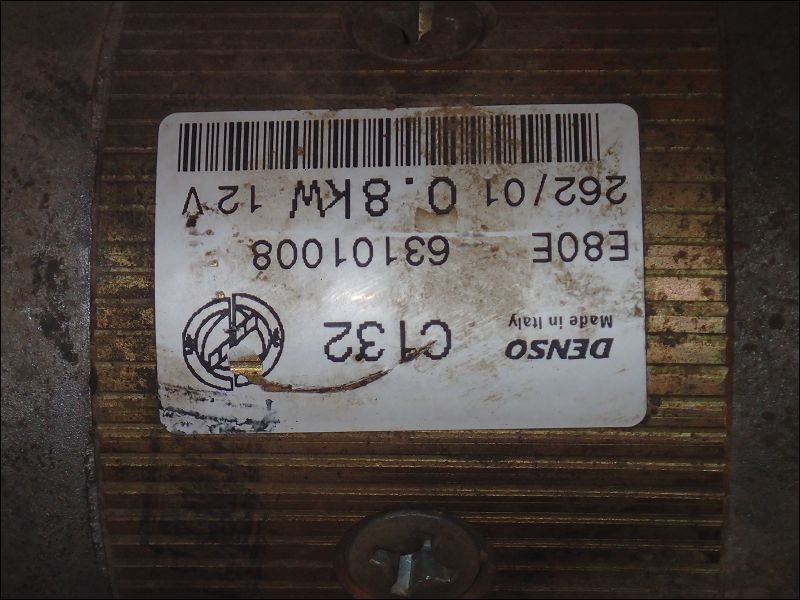 DENSO
Made in Italy
C132
E80E 63101008
262/01 0.8kW 12V